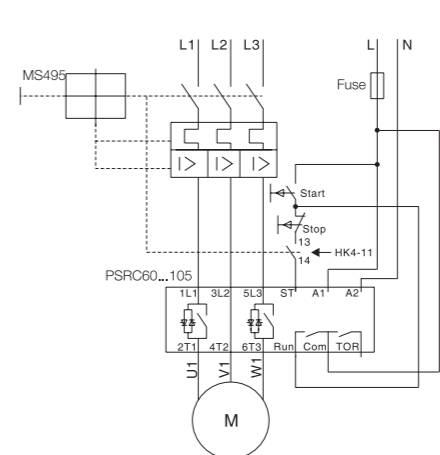 L1 L2 L3 L N
MS495
Fuse
I> I> I>
Start
Stop
13
14 HK4-11
PSRC60...105
1L1 3L2 5L3 ST A1 A2
2T1 4T2 6T3 Run Com TOR
U1 V1 W1
M